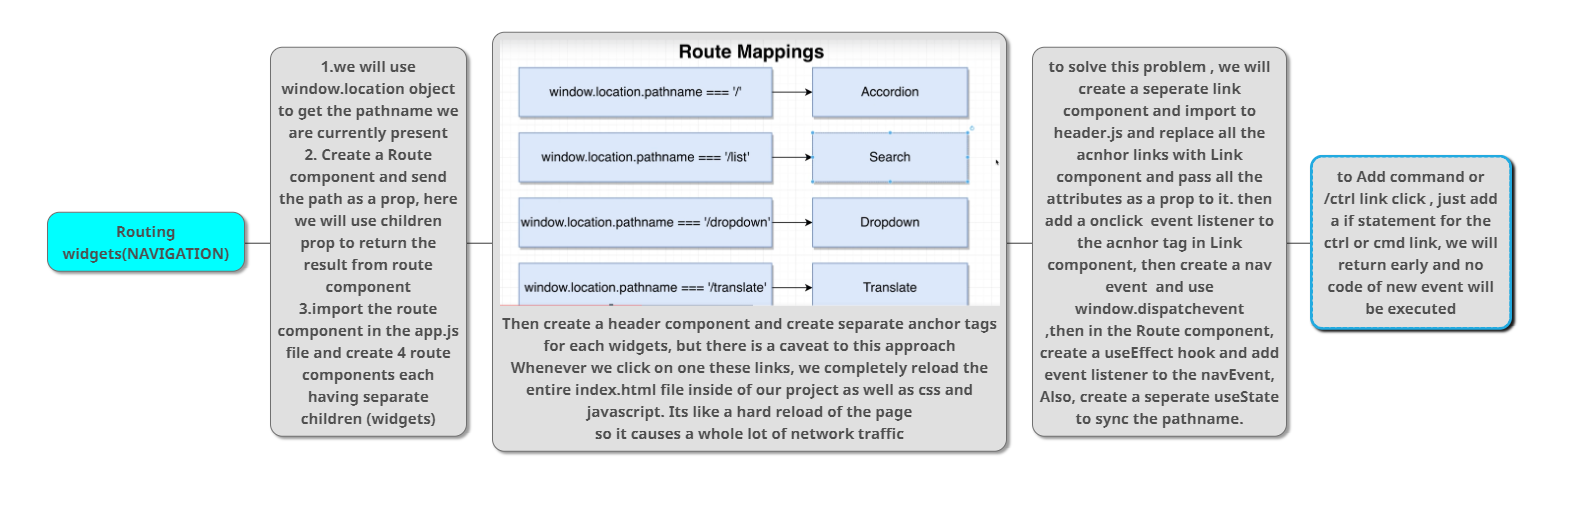 Routing
widgets(NAVIGATION)
1.we will use
window.location object
to get the pathname we
are currently present
2. Create a Route
component and send
the path as a prop, here
we will use children
prop to return the
result from route
component
3.import the route
component in the app.js
file and create 4 route
components each
having separate
children (widgets)
Route Mappings
window.location.pathname === '/'
Accordion
window.location.pathname === '/list'
Search
window.location.pathname === '/dropdown'
Dropdown
window.location.pathname === '/translate'
Translate
Then create a header component and create separate anchor tags
for each widgets, but there is a caveat to this approach
Whenever we click on one these links, we completely reload the
entire index.html file inside of our project as well as css and
javascript. Its like a hard reload of the page
so it causes a whole lot of network traffic
to solve this problem , we will
create a seperate link
component and import to
header.js and replace all the
acnhor links with Link
component and pass all the
attributes as a prop to it. then
add a onclick  event listener to
the acnhor tag in Link
component, then create a nav
event  and use
window.dispatchevent
,then in the Route component,
create a useEffect hook and add
event listener to the navEvent,
Also, create a seperate useState
to sync the pathname.
to Add command or
/ctrl link click , just add
a if statement for the
ctrl or cmd link, we will
return early and no
code of new event will
be executed